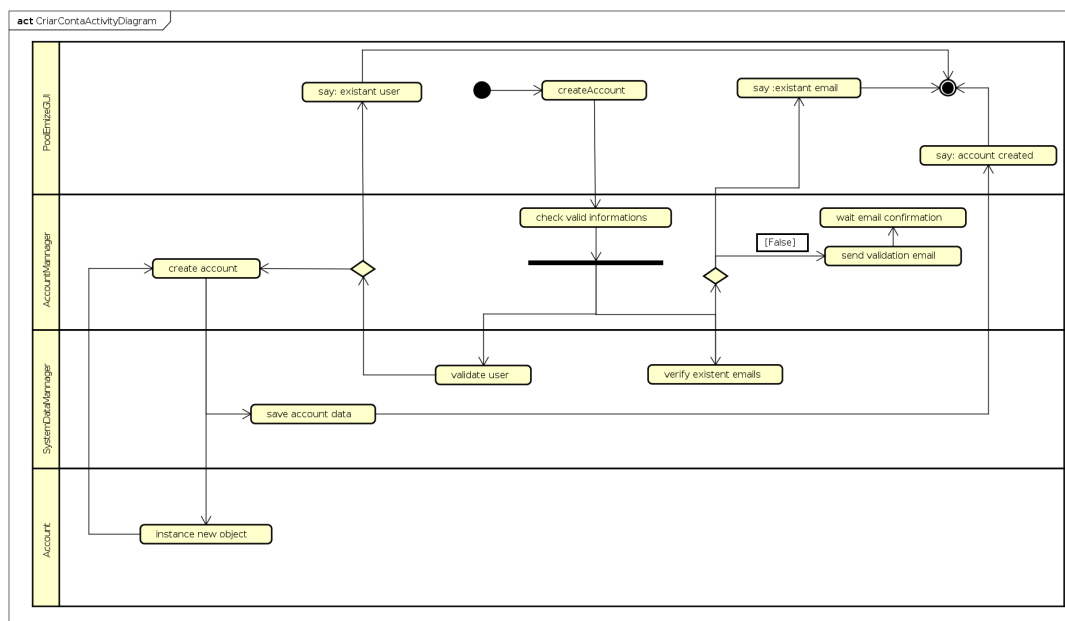 act CriarContaActivityDiagram
PoolEmizeGUI
say: existant user
createAccount
say :existant email
say: account created
AccountMannager
check valid informations
wait email confirmation
[False]
send validation email
create account
SystemDataMannager
validate user
verify existent emails
save account data
Account
instance new object